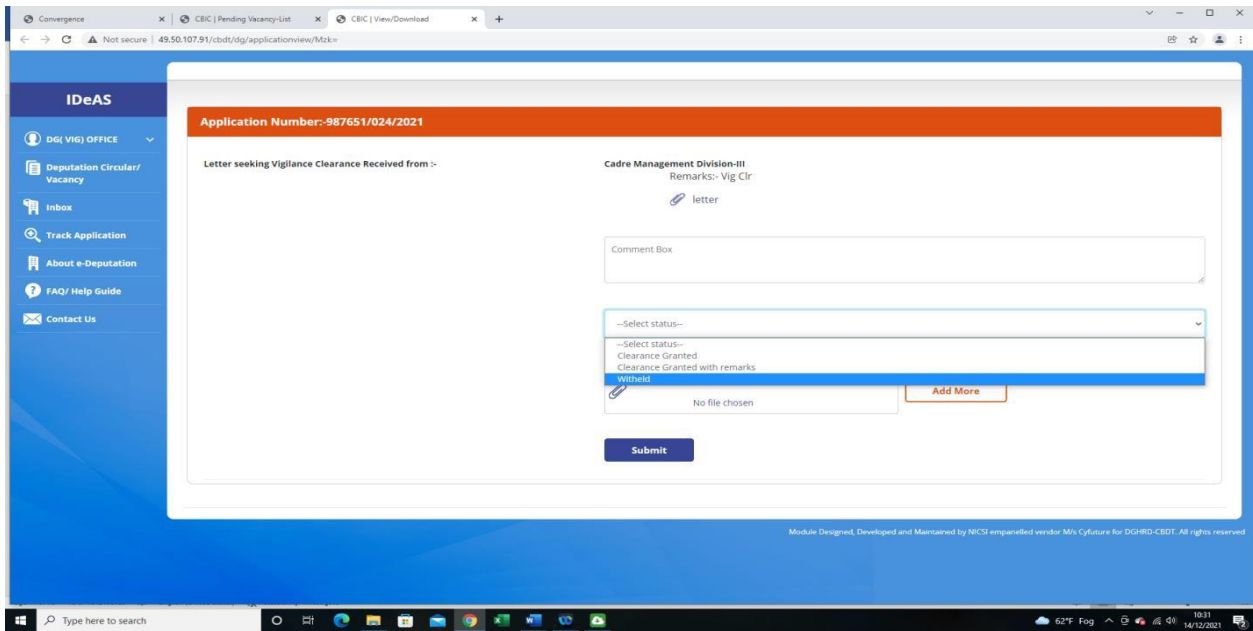 Convergence
CBIC | Pending Vacancy-List
CBIC | View/Download
Not secure | 49.50.107.91/cbdt/dg/applicationview/Mzk=
IDeAS
DG( VIG) OFFICE
Deputation Circular/
Vacancy
Inbox
Track Application
About e-Deputation
FAQ/ Help Guide
Contact Us
Application Number:-987651/024/2021
Letter seeking Vigilance Clearance Received from :-
Cadre Management Division-III
Remarks:- Vig Clr
letter
Comment Box
--Select status--
--Select status--
Clearance Granted
Clearance Granted with remarks
Witheld
No file chosen
Add More
Submit
Module Designed, Developed and Maintained by NICSI empanelled vendor M/s Cyfuture for DGHRD-CBDT. All rights reserved
Type here to search
62°F Fog
10:31
14/12/2021